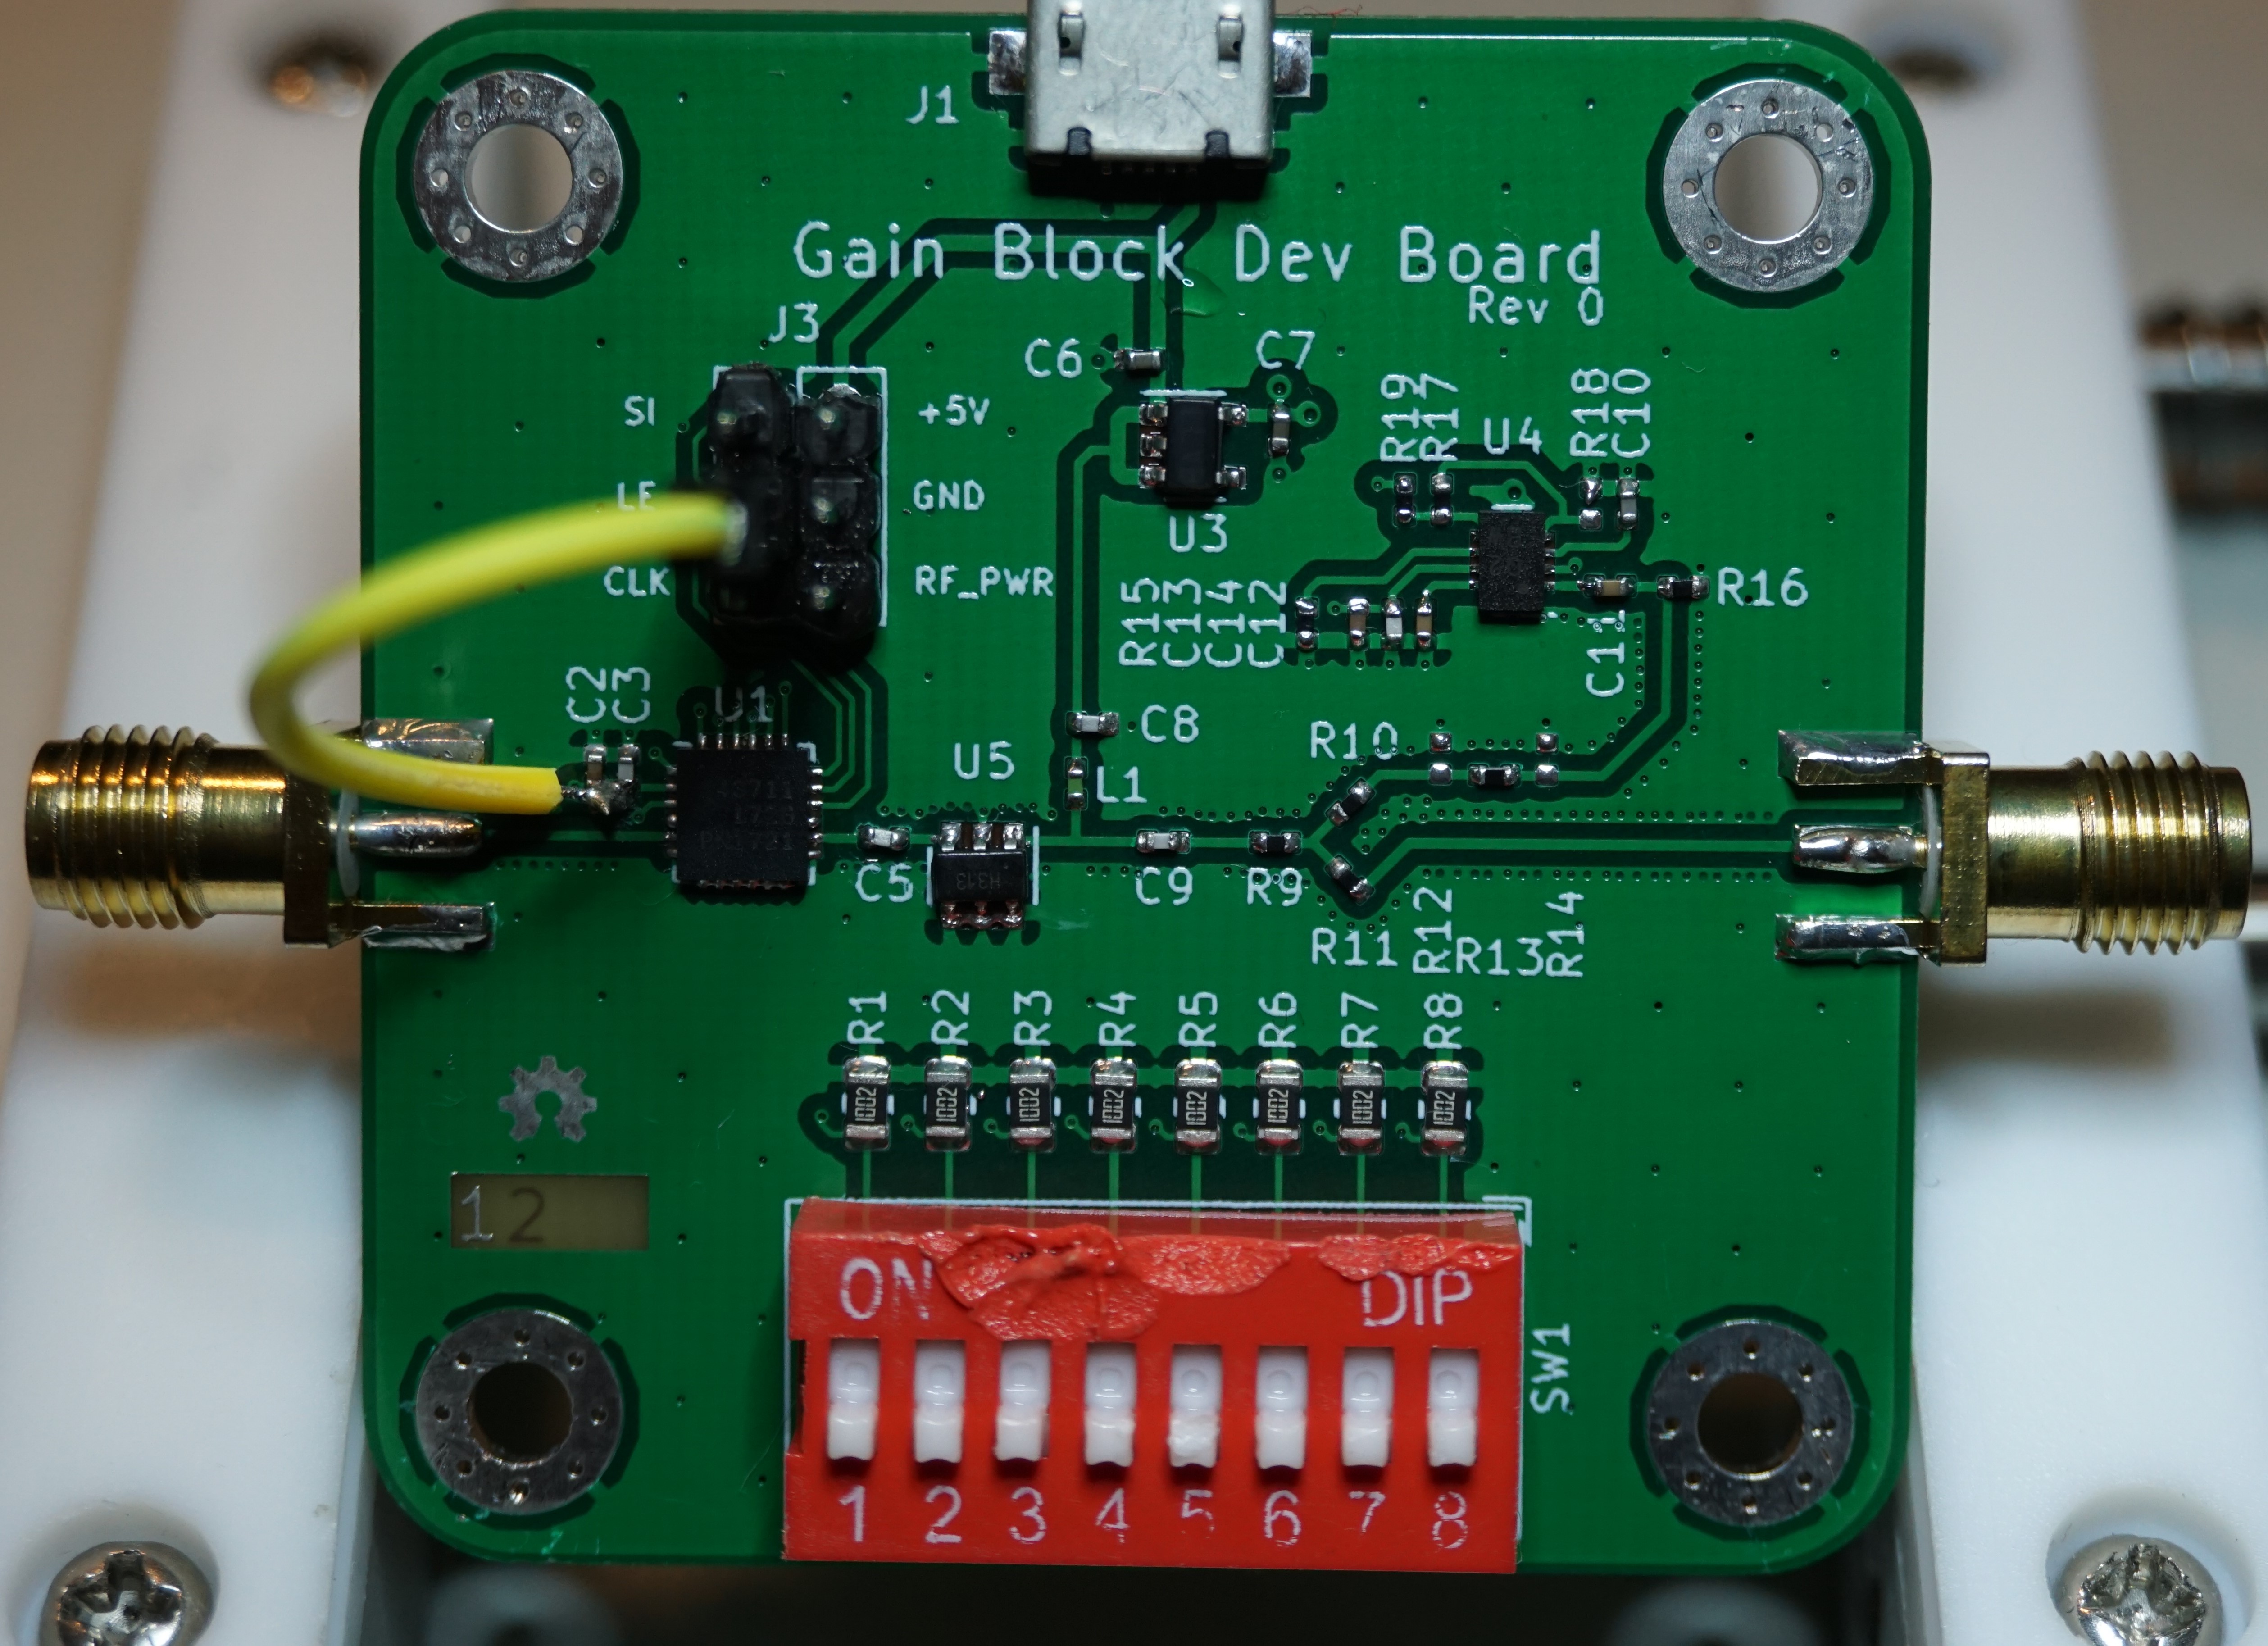 J1
Gain Block Dev Board
Rev 0
J3
SI
+5V
LE
GND
CLK
RF_PWR
C6
C7
U3
R19
R17
U4
R18
C10
R15
C13
C14
C12
C11
R16
C2
C3
U1
C8
U5
L1
R10
C5
H313
C9
R9
R11
R12
R13
R14
R1
R2
R3
R4
R5
R6
R7
R8
1002
1002
1002
1002
1002
1002
1002
1002
12
ON
DIP
SW1
1 2 3 4 5 6 7 8